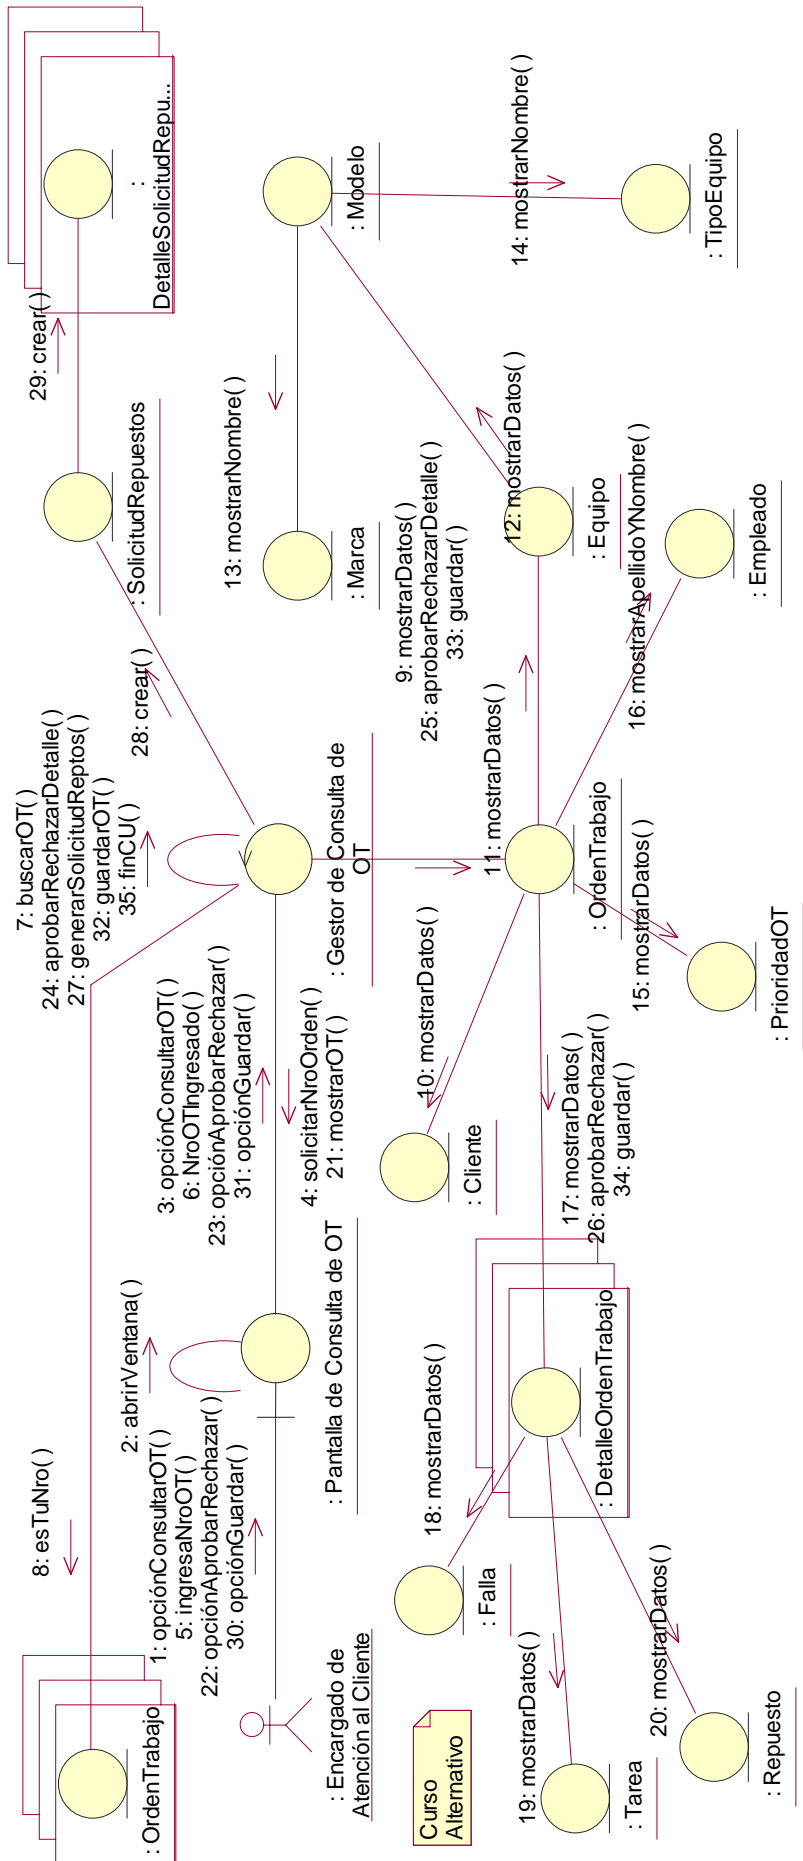 : OrdenTrabajo
8: esTuNro( )
7: buscarOT( )
24: aprobarRechazarDetalle( )
27: generarSolicitudReptos( )
32: guardarOT( )
35: finCU( )
29: crear( )
:
DetalleSolicitudRepu...
: SolicitudRepuestos
28: crear( )
2: abrirVentana( )
1: opciónConsultarOT( )
5: ingresaNroOT( )
22: opciónAprobarRechazar( )
30: opciónGuardar( )
: Encargado de
Atención al Cliente
: Pantalla de Consulta de OT
3: opciónConsultarOT( )
6: NroOTIngresado( )
23: opciónAprobarRechazar( )
31: opciónGuardar( )
4: solicitarNroOrden( )
21: mostrarOT( )
: Gestor de Consulta de
OT
13: mostrarNombre( )
: Marca
: Modelo
14: mostrarNombre( )
: TipoEquipo
9: mostrarDatos( )
25: aprobarRechazarDetalle( )
33: guardar( )
12: mostrarDatos( )
: Equipo
11: mostrarDatos( )
: OrdenTrabajo
16: mostrarApellidoYNombre( )
: Empleado
15: mostrarDatos( )
: PrioridadOT
10: mostrarDatos( )
: Cliente
17: mostrarDatos( )
26: aprobarRechazar( )
34: guardar( )
: DetalleOrdenTrabajo
18: mostrarDatos( )
: Falla
19: mostrarDatos( )
: Tarea
20: mostrarDatos( )
: Repuesto
Curso
Alternativo